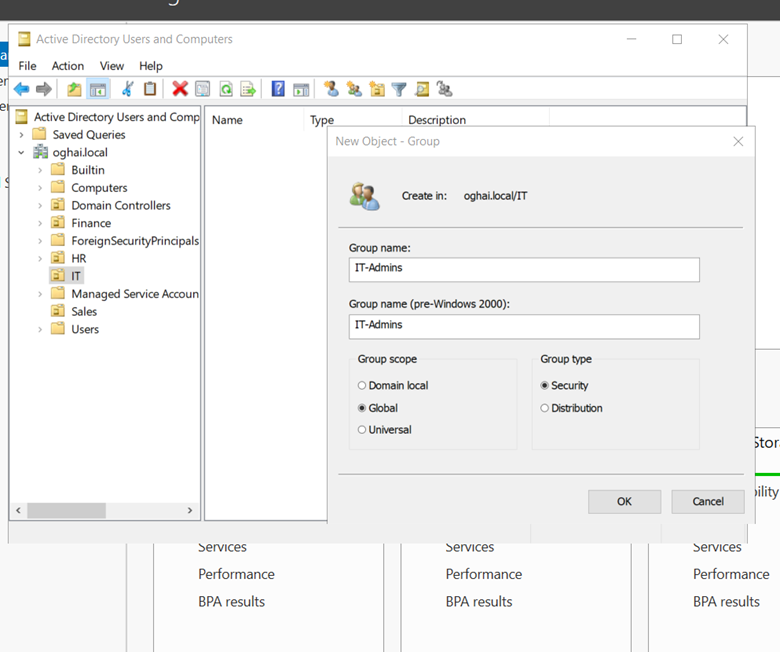 Active Directory Users and Computers
File Action View Help
Active Directory Users and Comp
Saved Queries
oghai.local
Builtin
Computers
Domain Controllers
Finance
ForeignSecurityPrincipals
HR
IT
Managed Service Accoun
Sales
Users
Name Type Description
New Object - Group
Create in: oghai.local/IT
Group name:
IT-Admins
Group name (pre-Windows 2000):
IT-Admins
Group scope
Domain local
Global
Universal
Group type
Security
Distribution
OK Cancel
Services Services Services
Performance Performance Performance
BPA results BPA results BPA results